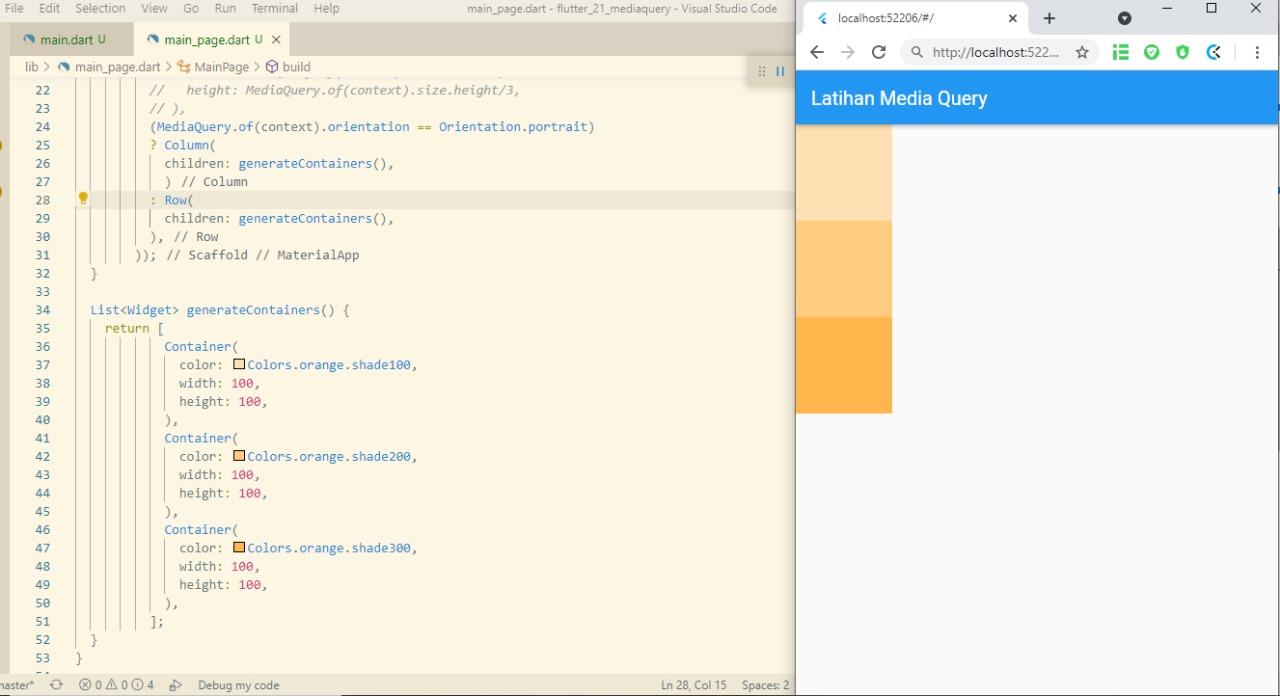 File Edit Selection View Go Run Terminal Help main_page.dart - flutter_21_mediaquery - Visual Studio Code
main.dart U main_page.dart U
lib > main_page.dart > MainPage > build
22 //   height: MediaQuery.of(context).size.height/3,
23 // ),
24 (MediaQuery.of(context).orientation == Orientation.portrait)
25 ? Column(
26 children: generateContainers(),
27 ) // Column
28 : Row(
29 children: generateContainers(),
30 ), // Row
31 )); // Scaffold // MaterialApp
32 }
33
34 List<Widget> generateContainers() {
35 return [
36 Container(
37 color: Colors.orange.shade100,
38 width: 100,
39 height: 100,
40 ),
41 Container(
42 color: Colors.orange.shade200,
43 width: 100,
44 height: 100,
45 ),
46 Container(
47 color: Colors.orange.shade300,
48 width: 100,
49 height: 100,
50 ),
51 ];
52 }
53 }
0 0 4 Debug my code Ln 28, Col 15 Spaces: 2
localhost:52206/#/
http://localhost:522...
Latihan Media Query